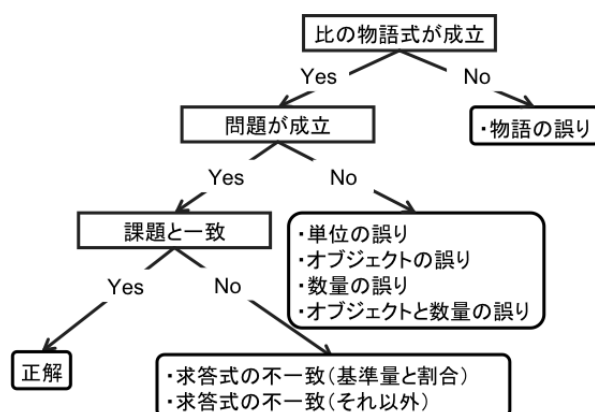 比の物語式が成立
Yes
No
問題が成立
・物語の誤り
Yes
No
課題と一致
・単位の誤り
・オブジェクトの誤り
・数量の誤り
・オブジェクトと数量の誤り
Yes
No
正解
・求答式の不一致(基準量と割合)
・求答式の不一致(それ以外)